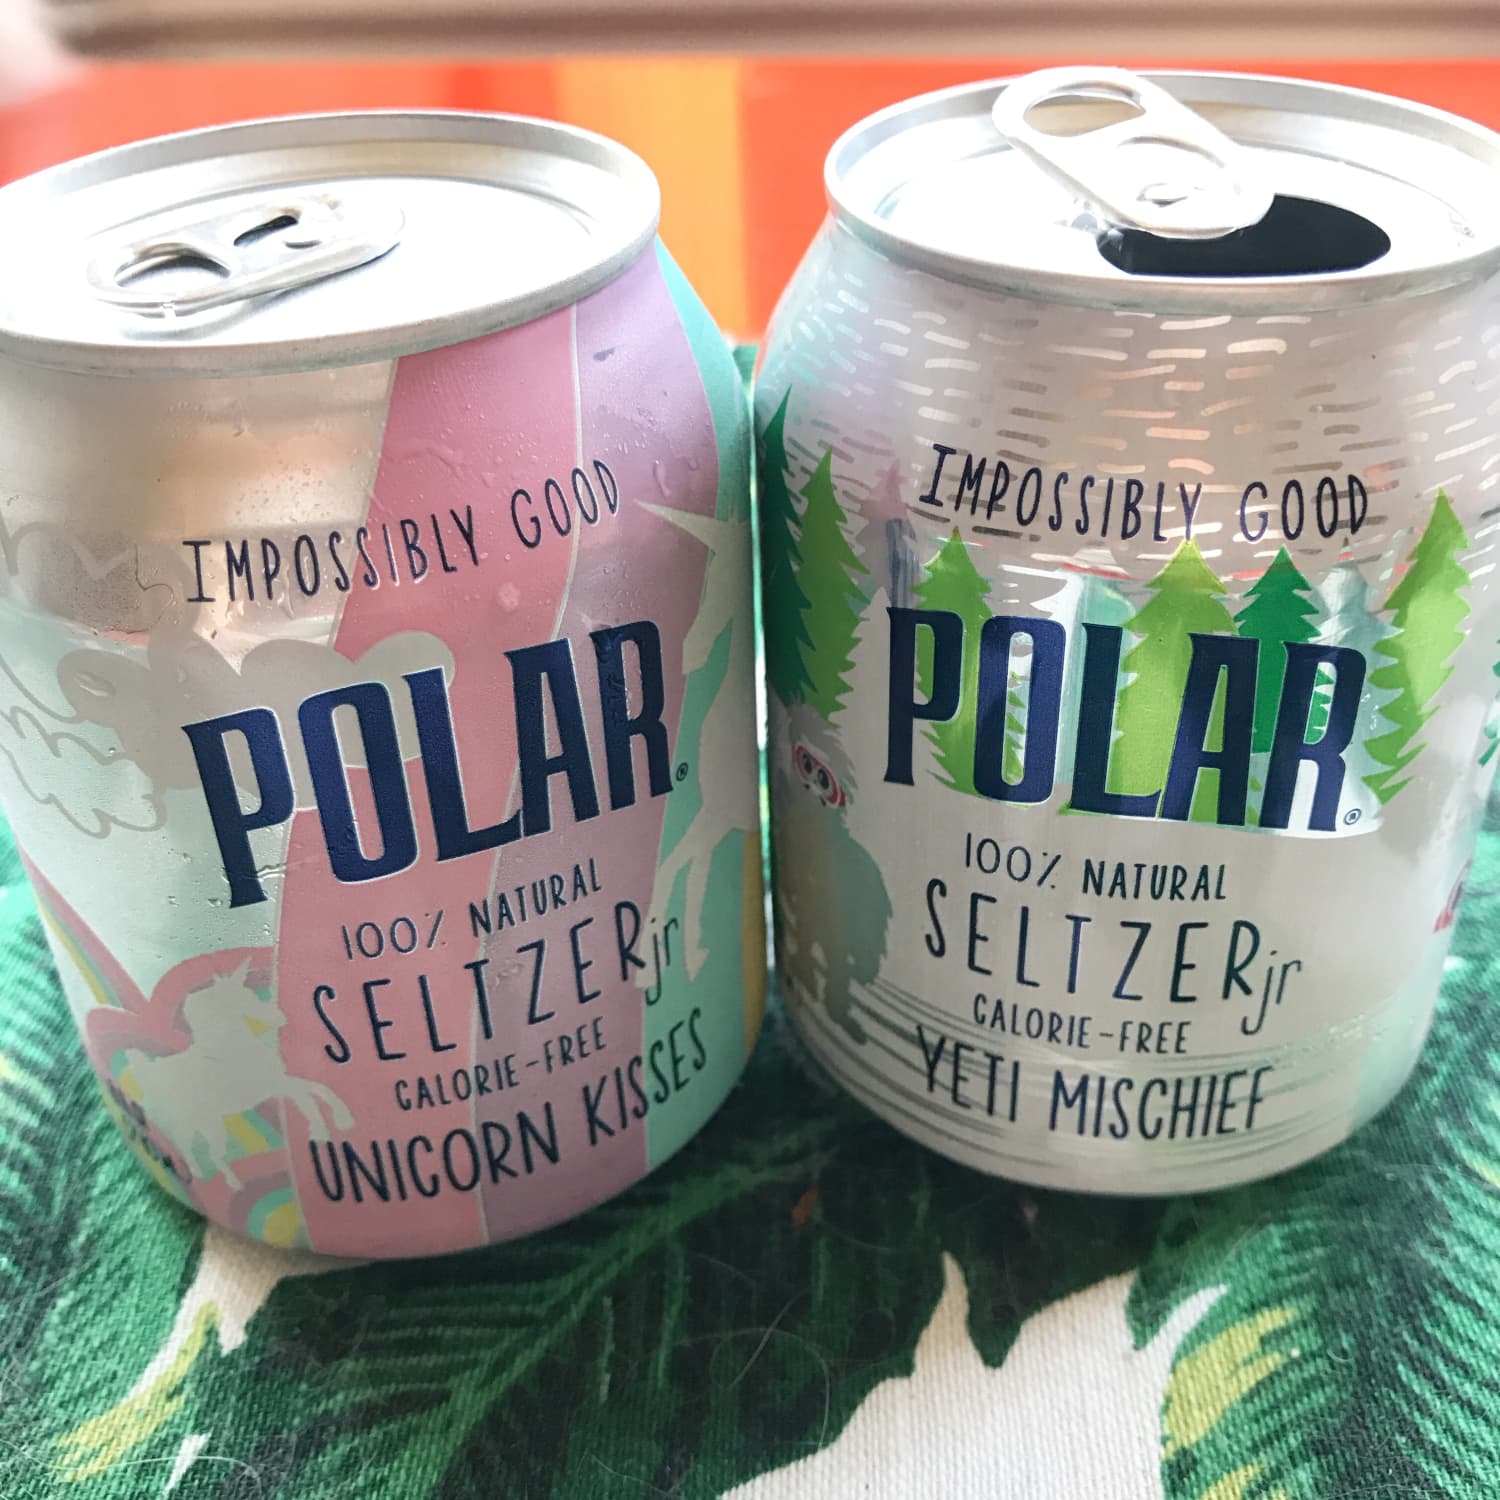 IMPOSSIBLY GOOD
POLAR®
100% NATURAL
SELTZERjr
CALORIE-FREE
UNICORN KISSES
IMPOSSIBLY GOOD
POLAR®
100% NATURAL
SELTZERjr
CALORIE-FREE
YETI MISCHIEF